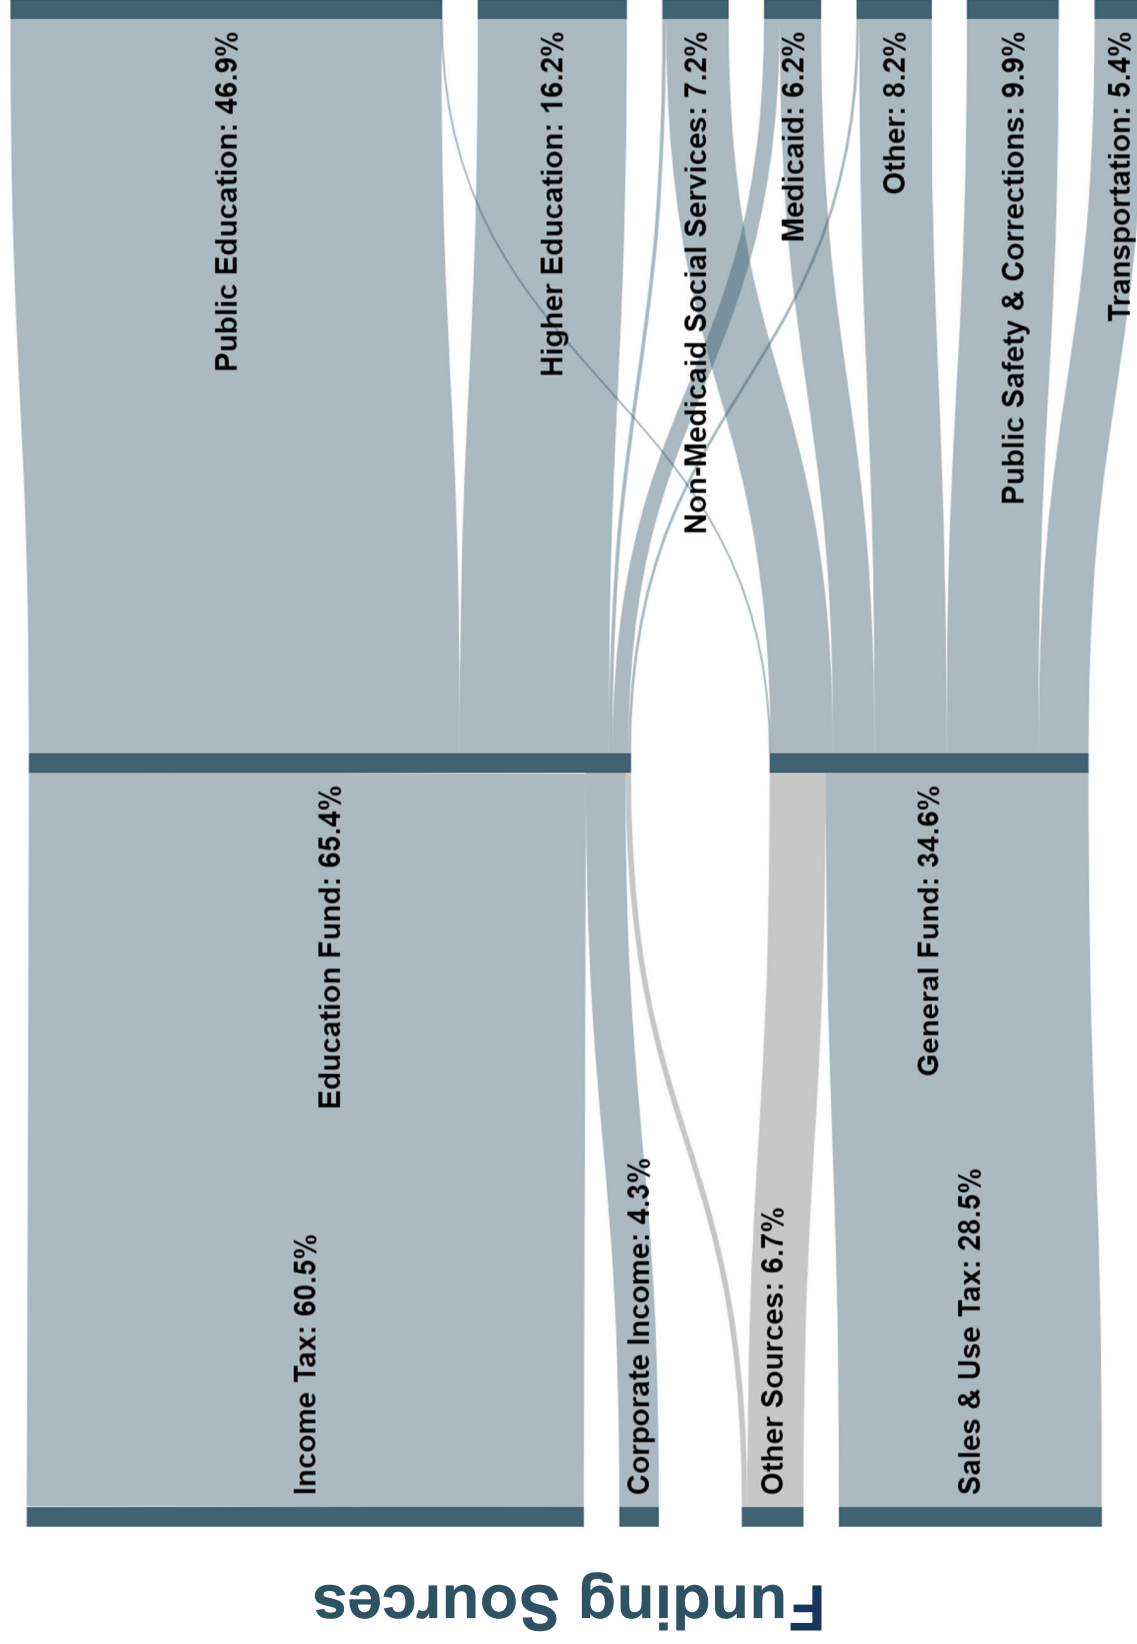 Funding Sources
Income Tax: 60.5%
Corporate Income: 4.3%
Other Sources: 6.7%
Sales & Use Tax: 28.5%
Education Fund: 65.4%
General Fund: 34.6%
Public Education: 46.9%
Higher Education: 16.2%
Non-Medicaid Social Services: 7.2%
Medicaid: 6.2%
Other: 8.2%
Public Safety & Corrections: 9.9%
Transportation: 5.4%